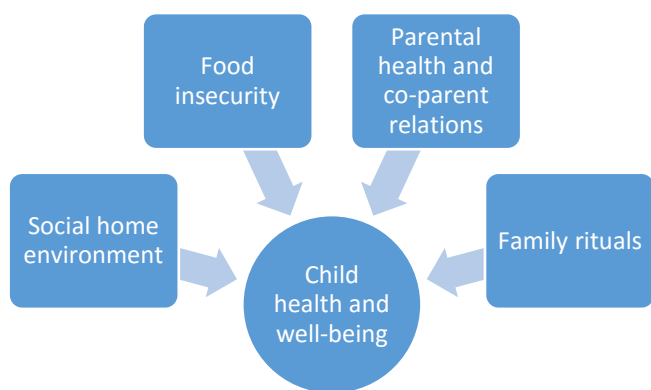 Food
insecurity
Parental
health and
co-parent
relations
Social home
environment
Family rituals
Child
health and
well-being